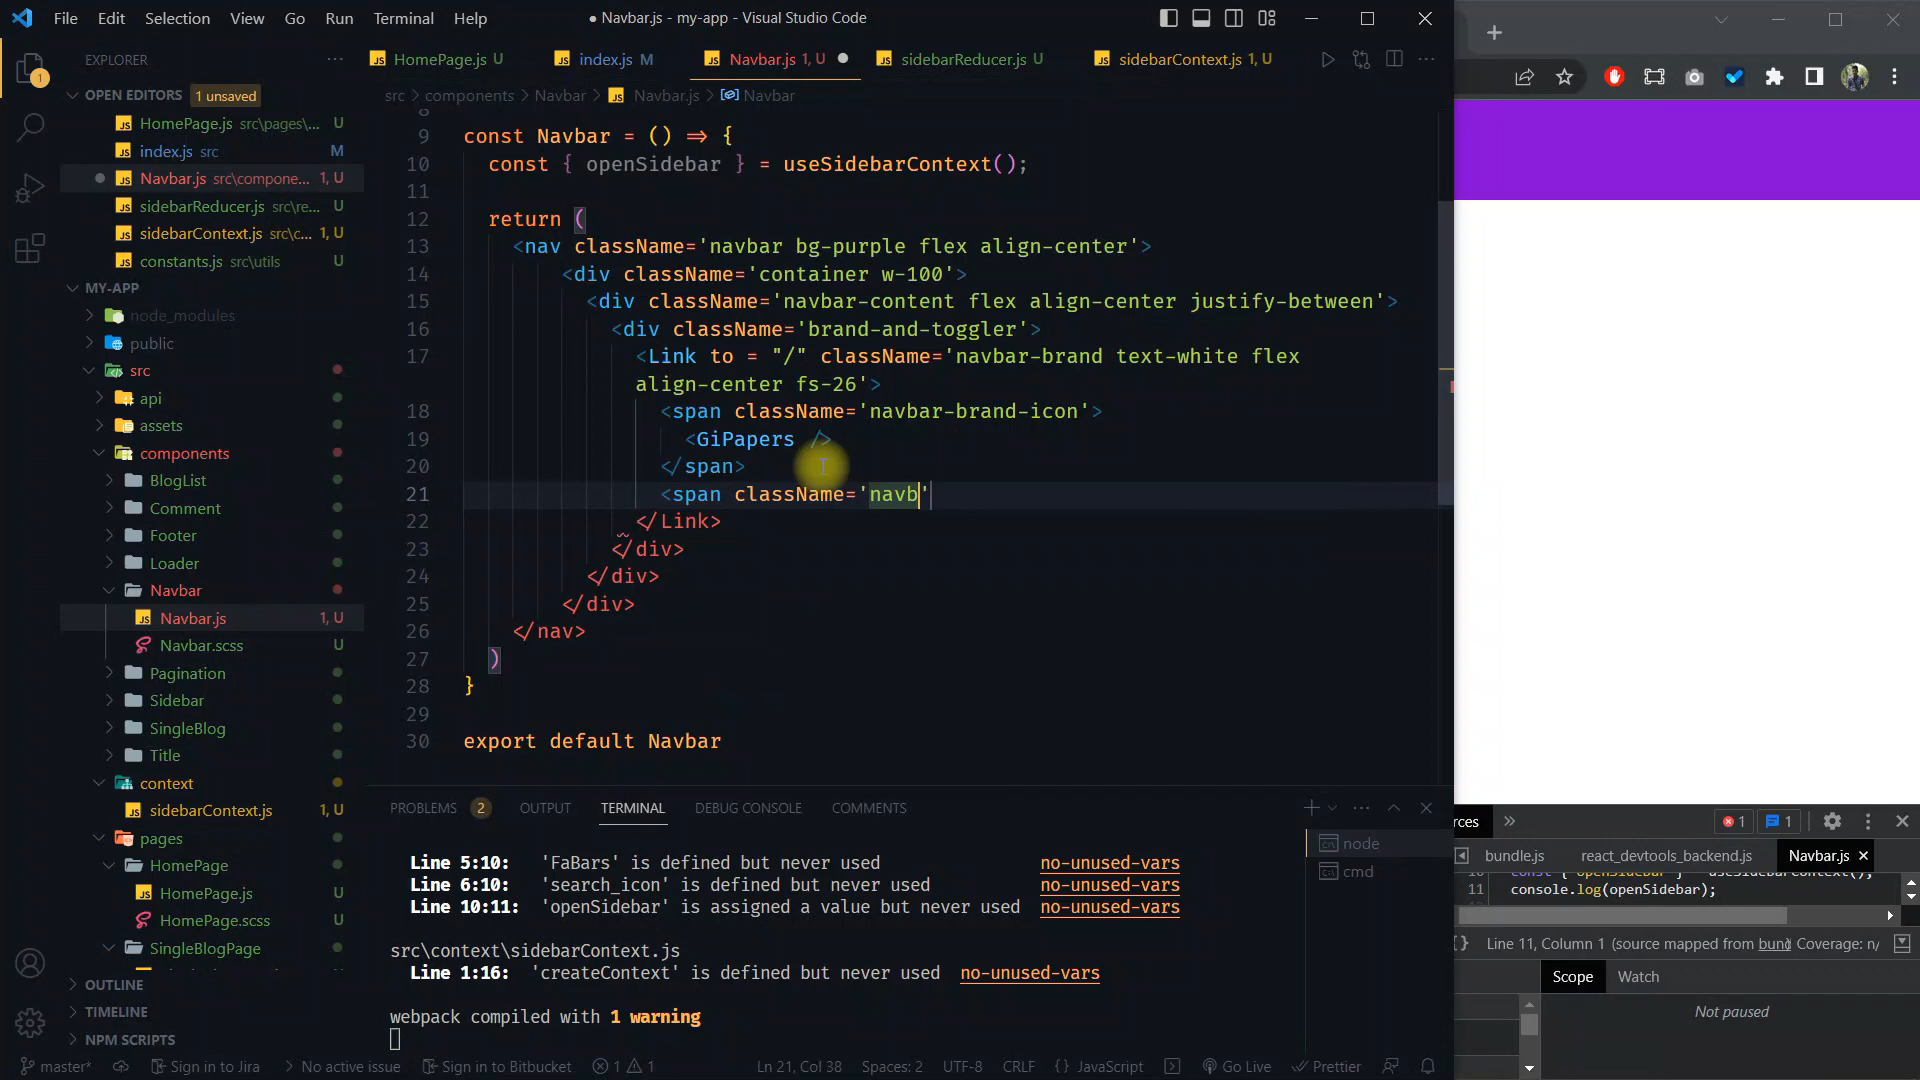 File Edit Selection View Go Run Terminal Help
● Navbar.js - my-app - Visual Studio Code
EXPLORER
OPEN EDITORS 1 unsaved
HomePage.js src\pages\... U
index.js src M
Navbar.js src\compone... 1, U
sidebarReducer.js src\re... U
sidebarContext.js src\c... 1, U
constants.js src\utils U
MY-APP
node_modules
public
src
api
assets
components
BlogList
Comment
Footer
Loader
Navbar
Navbar.js 1, U
Navbar.scss U
Pagination
Sidebar
SingleBlog
Title
context
sidebarContext.js 1, U
pages
HomePage
HomePage.js U
HomePage.scss U
SingleBlogPage
OUTLINE
TIMELINE
NPM SCRIPTS
HomePage.js U index.js M Navbar.js 1, U ● sidebarReducer.js U sidebarContext.js 1, U
src > components > Navbar > Navbar.js > Navbar
8
9 const Navbar = () => {
10 const { openSidebar } = useSidebarContext();
11
12 return (
13 <nav className='navbar bg-purple flex align-center'>
14 <div className='container w-100'>
15 <div className='navbar-content flex align-center justify-between'>
16 <div className='brand-and-toggler'>
17 <Link to = "/" className='navbar-brand text-white flex
align-center fs-26'>
18 <span className='navbar-brand-icon'>
19 <GiPapers />
20 </span>
21 <span className='navb'
22 </Link>
23 </div>
24 </div>
25 </div>
26 </nav>
27 )
28 }
29
30 export default Navbar
PROBLEMS 2 OUTPUT TERMINAL DEBUG CONSOLE COMMENTS
Line 5:10: 'FaBars' is defined but never used no-unused-vars
Line 6:10: 'search_icon' is defined but never used no-unused-vars
Line 10:11: 'openSidebar' is assigned a value but never used no-unused-vars
src\context\sidebarContext.js
Line 1:16: 'createContext' is defined but never used no-unused-vars
webpack compiled with 1 warning
node
cmd
master* Sign in to Jira No active issue Sign in to Bitbucket 1 1 Ln 21, Col 38 Spaces: 2 UTF-8 CRLF JavaScript Go Live Prettier
rces 1 1
bundle.js react_devtools_backend.js Navbar.js
11 console.log(openSidebar);
{} Line 11, Column 1 (source mapped from Coverage: n/
Scope Watch
Not paused